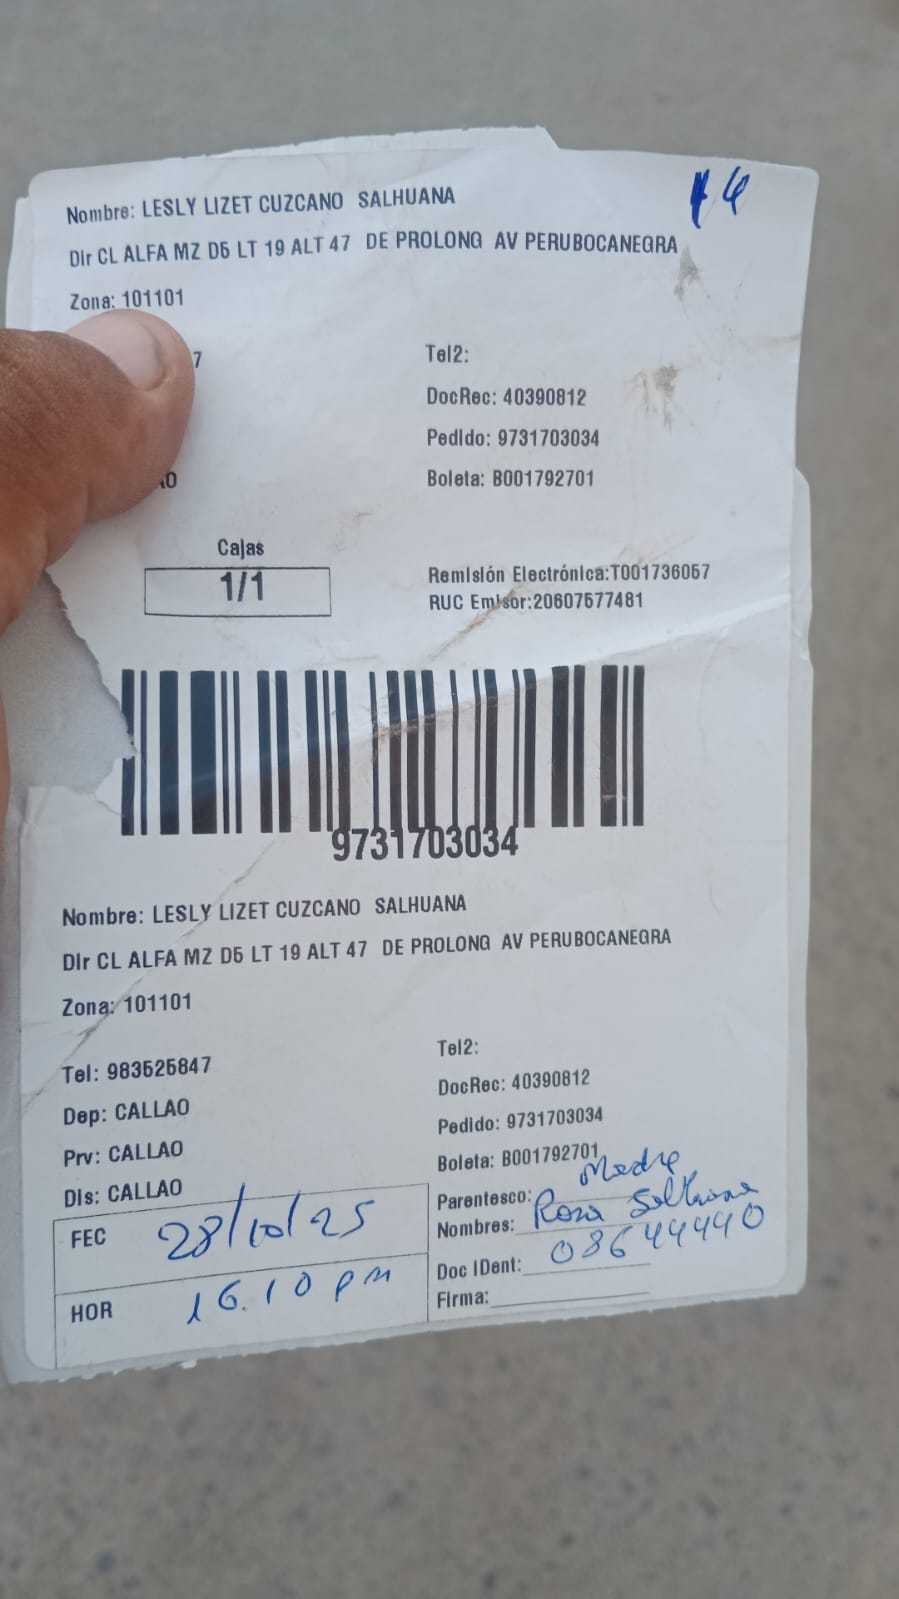 Nombre: LESLY LIZET CUZCANO SALHUANA
Dir CL ALFA MZ D5 LT 19 ALT 47 DE PROLONG AV PERUBOCANEGRA
Zona: 101101
7
Tel2:
DocRec: 40390812
Pedido: 9731703034
AO
Boleta: B001792701
Cajas
1/1
Remisión Electrónica:T001736057
RUC Emisor:20607577481
9731703034
Nombre: LESLY LIZET CUZCANO SALHUANA
Dir CL ALFA MZ D5 LT 19 ALT 47 DE PROLONG AV PERUBOCANEGRA
Zona: 101101
Tel: 983525847
Tel2:
Dep: CALLAO
DocRec: 40390812
Prv: CALLAO
Pedido: 9731703034
Dis: CALLAO
Boleta: B001792701
Parentesco: Madre
Nombres: Rosa Salhuana
Doc IDent: 08644440
Firma:
FEC 28/10/25
HOR 16.10 pm